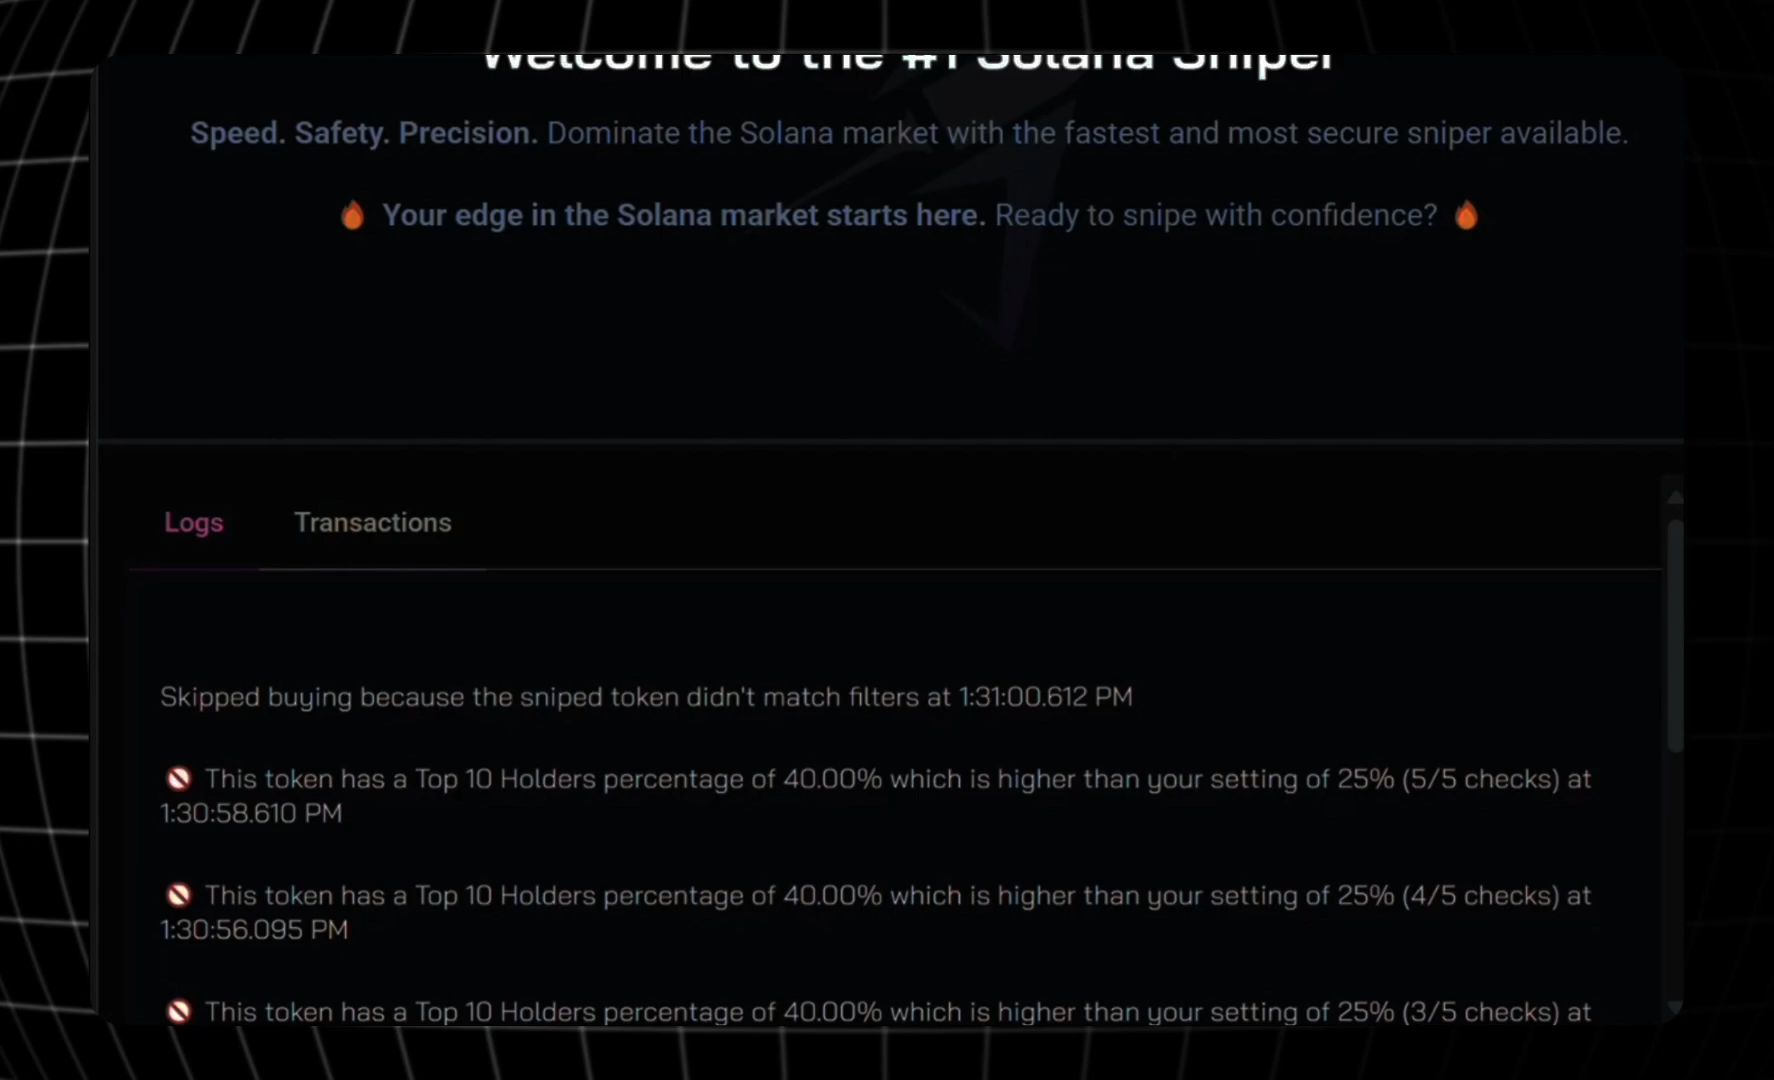 Welcome to the #1 Solana Sniper
Speed. Safety. Precision. Dominate the Solana market with the fastest and most secure sniper available.
🔥 Your edge in the Solana market starts here. Ready to snipe with confidence? 🔥
Logs Transactions
Skipped buying because the sniped token didn't match filters at 1:31:00.612 PM
🚫 This token has a Top 10 Holders percentage of 40.00% which is higher than your setting of 25% (5/5 checks) at
1:30:58.610 PM
🚫 This token has a Top 10 Holders percentage of 40.00% which is higher than your setting of 25% (4/5 checks) at
1:30:56.095 PM
🚫 This token has a Top 10 Holders percentage of 40.00% which is higher than your setting of 25% (3/5 checks) at